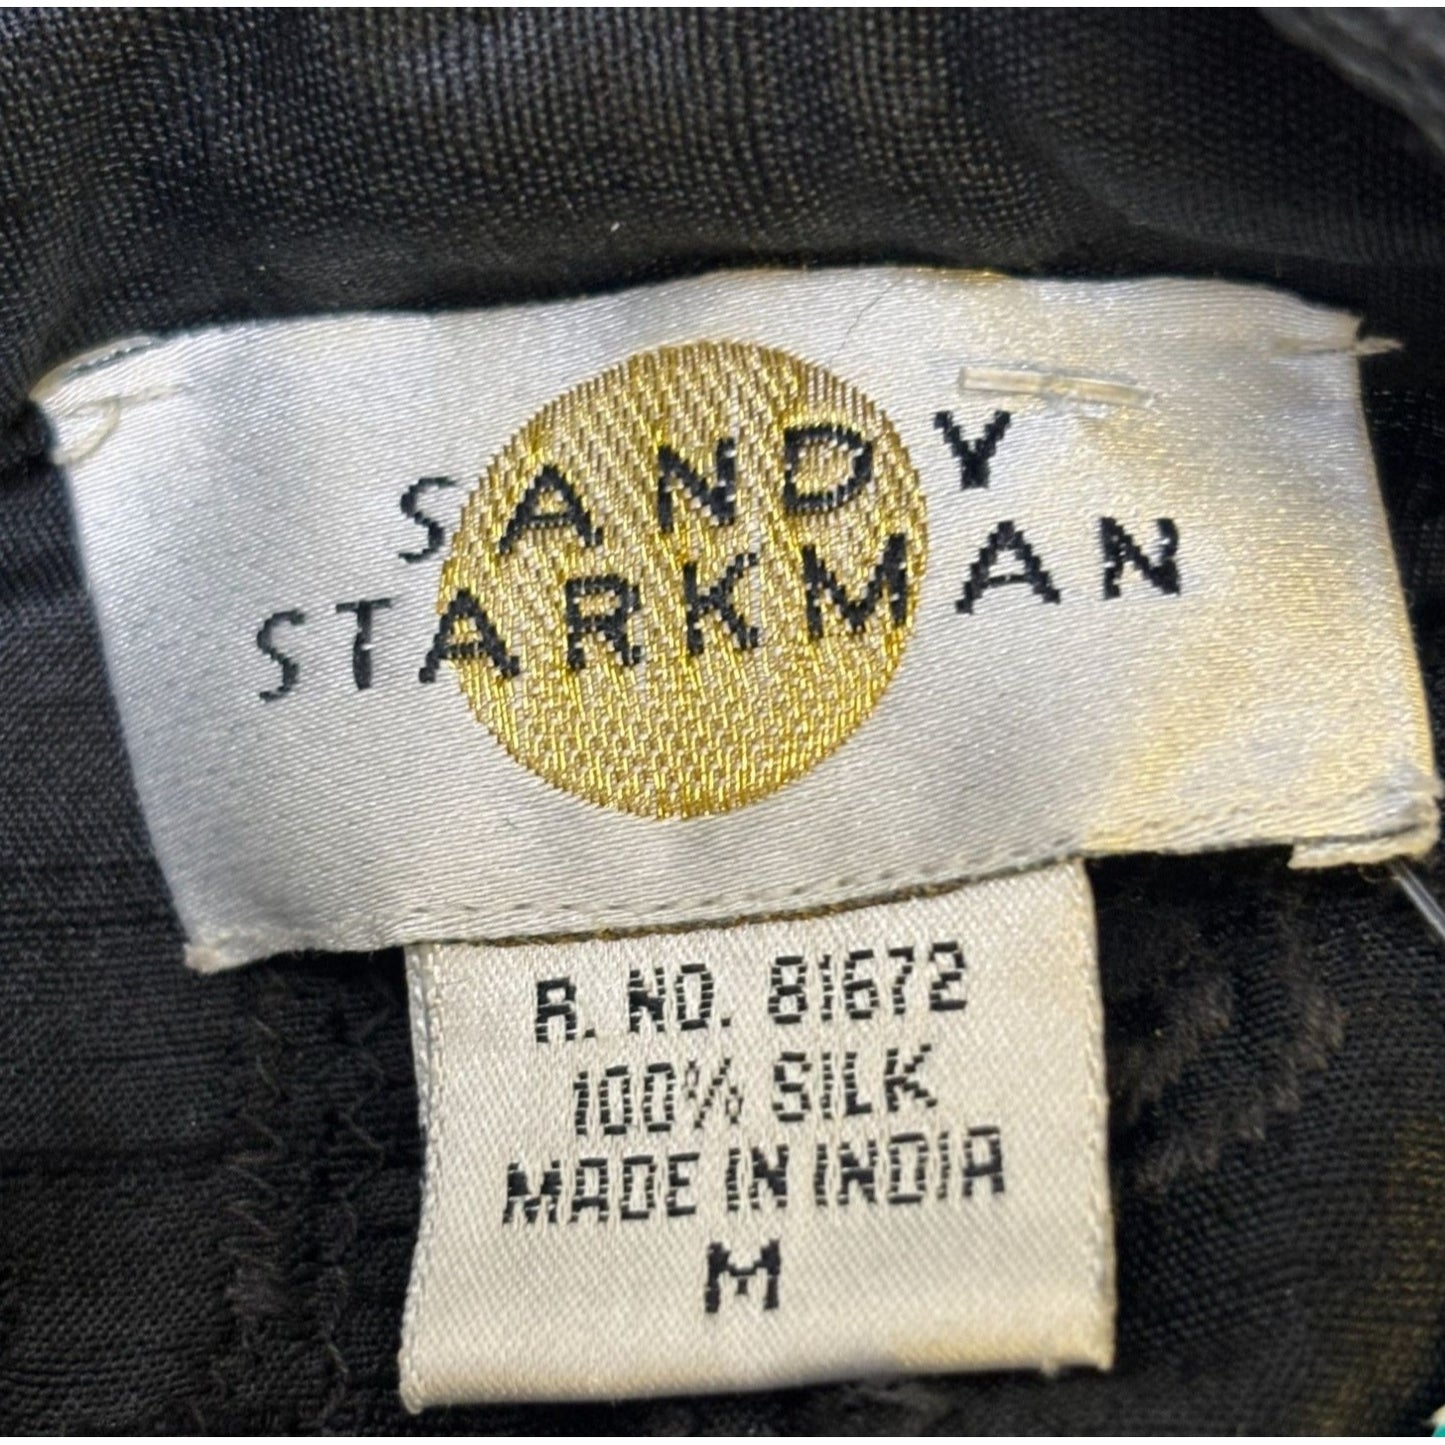 SANDY
STARKMAN
R. NO. 81672
100% SILK
MADE IN INDIA
M